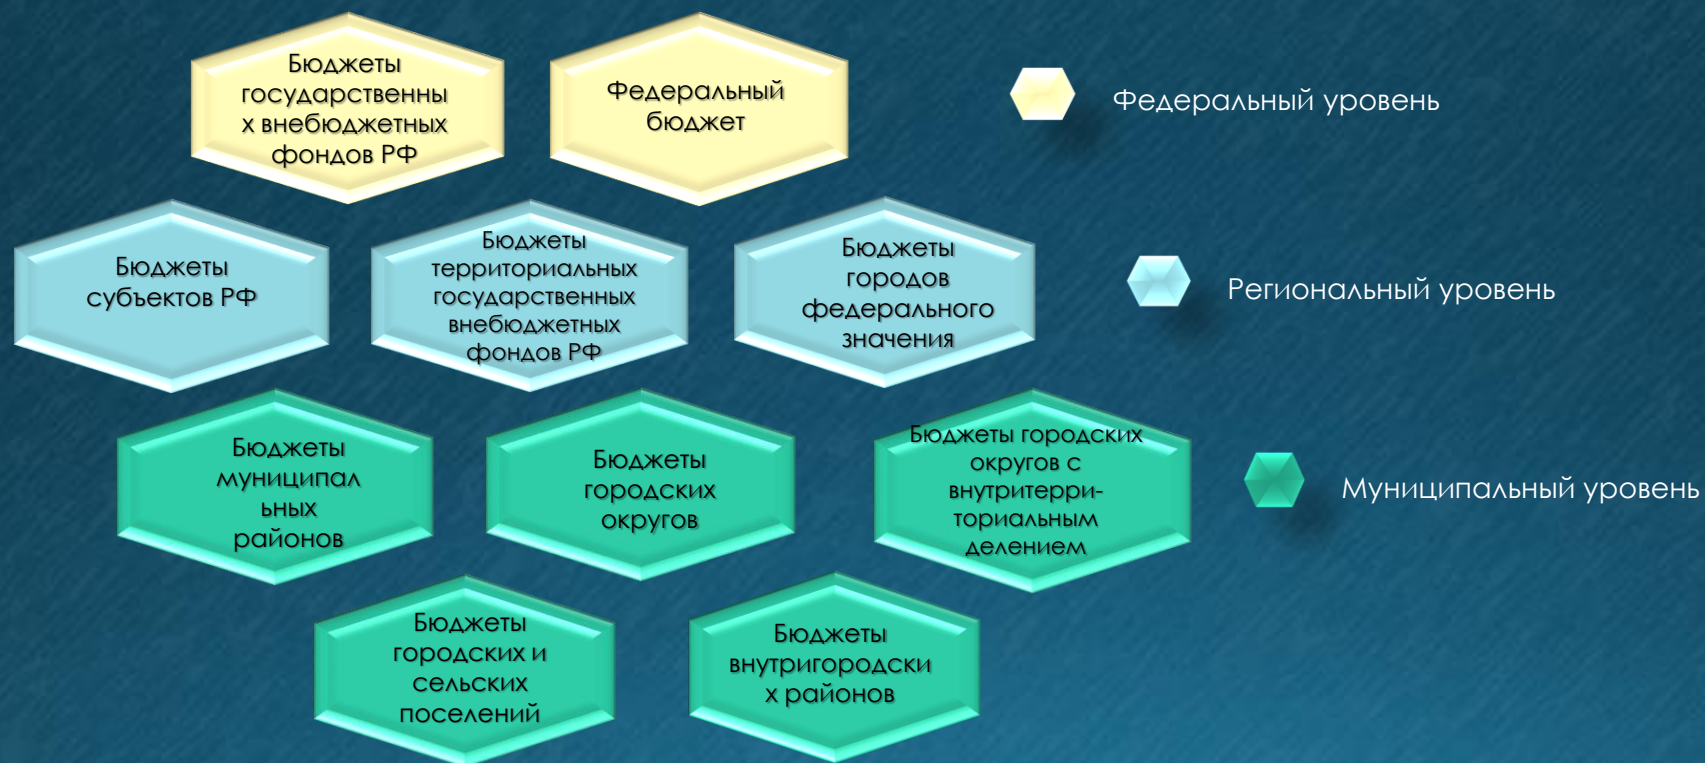 Бюджеты
государственны
х внебюджетных
фондов РФ
Федеральный
бюджет
Федеральный уровень
Бюджеты
субъектов РФ
Бюджеты
территориальных
государственных
внебюджетных
фондов РФ
Бюджеты
городов
федерального
значения
Региональный уровень
Бюджеты
муниципал
ьных
районов
Бюджеты
городских
округов
Бюджеты городских
округов с
внутритерри-
ториальным
делением
Муниципальный уровень
Бюджеты
городских и
сельских
поселений
Бюджеты
внутригородски
х районов